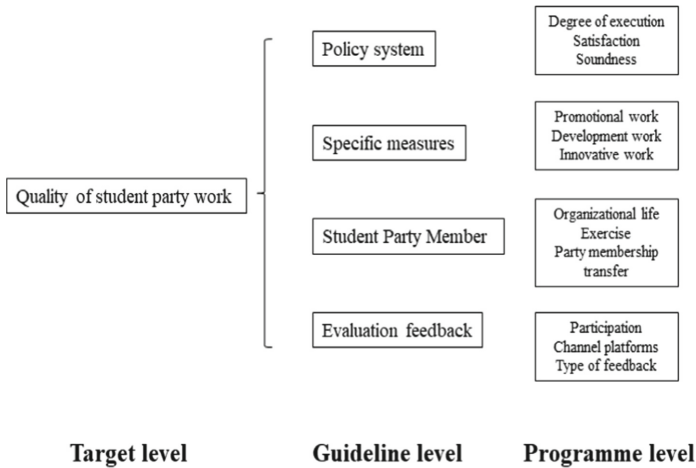 Quality of student party work
Policy system
Specific measures
Student Party Member
Evaluation feedback
Degree of execution
Satisfaction
Soundness
Promotional work
Development work
Innovative work
Organizational life
Exercise
Party membership
transfer
Participation
Channel platforms
Type of feedback
Target level
Guideline level
Programme level